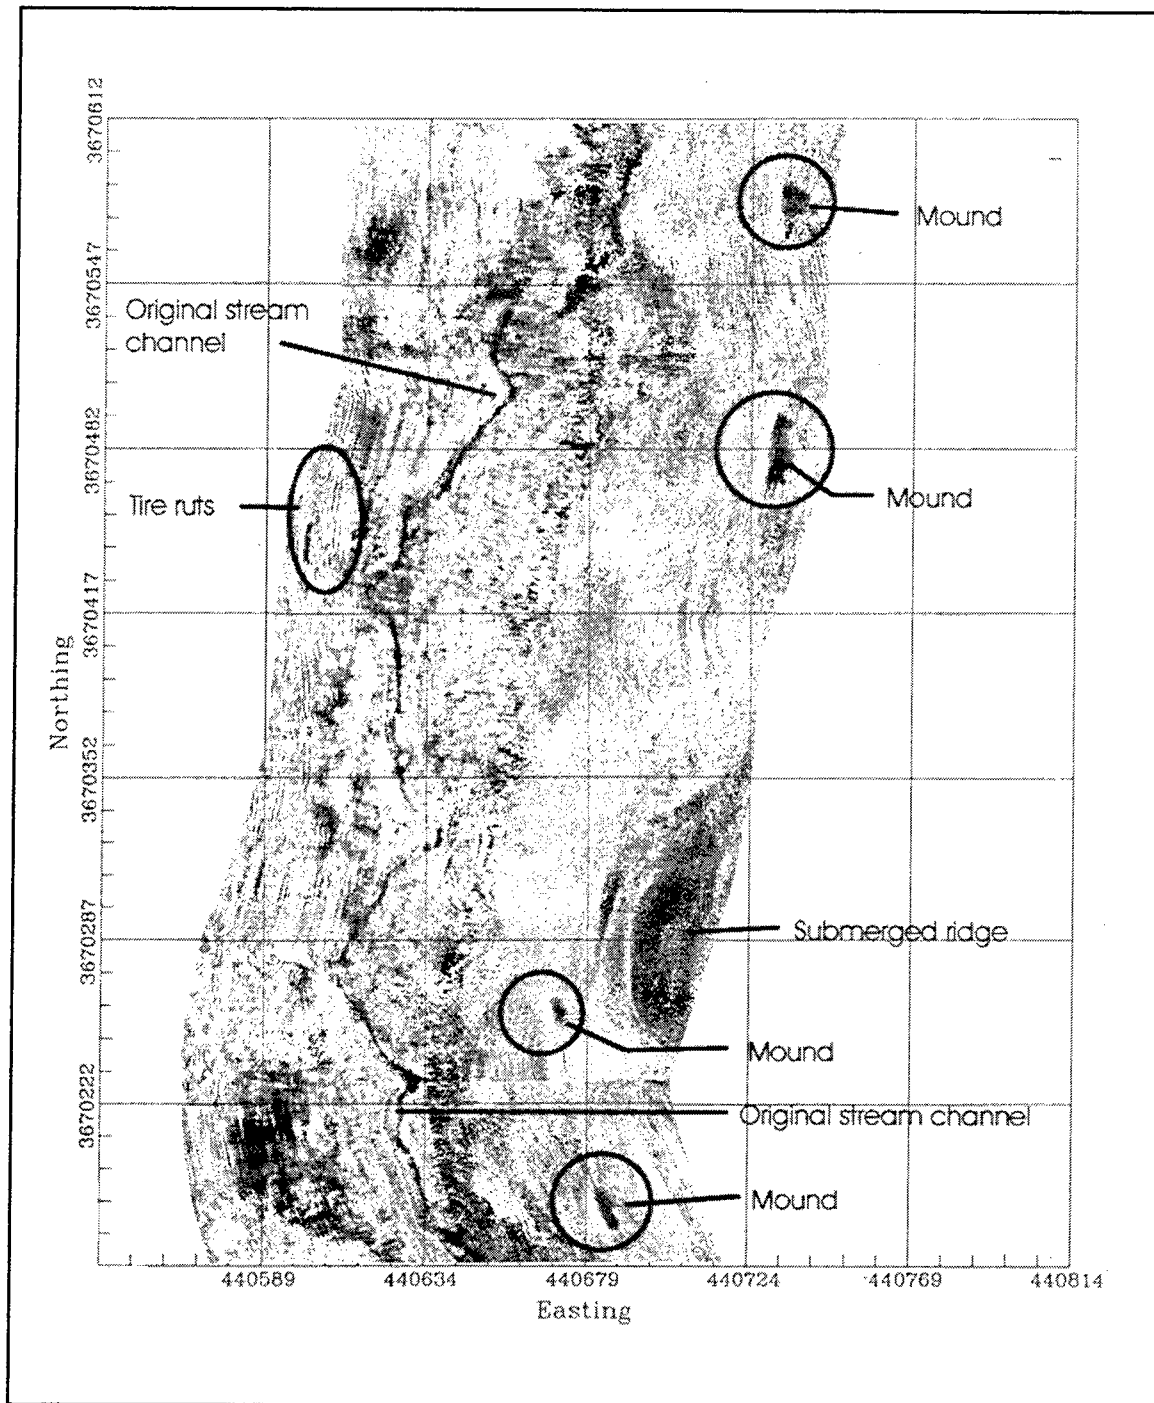 3670612
Mound
3670547
Original stream
channel
3670482
Mound
Tire ruts
3670417
Northing
3670352
3670287
Submerged ridge
Mound
3670222
Original stream channel
Mound
440589 440634 440679 440724 440769 440814
Easting